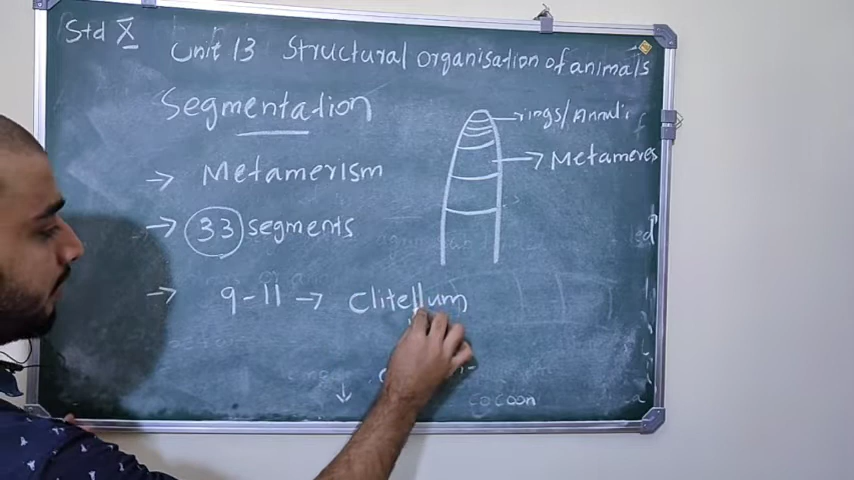 Std X
Unit 13 Structural organisation of animals
Segmentation
rings/Annuli
→ Metamerism
→ Metameres
→ 33 segments
→ 9-11 → Clitellum
↓
cocoon